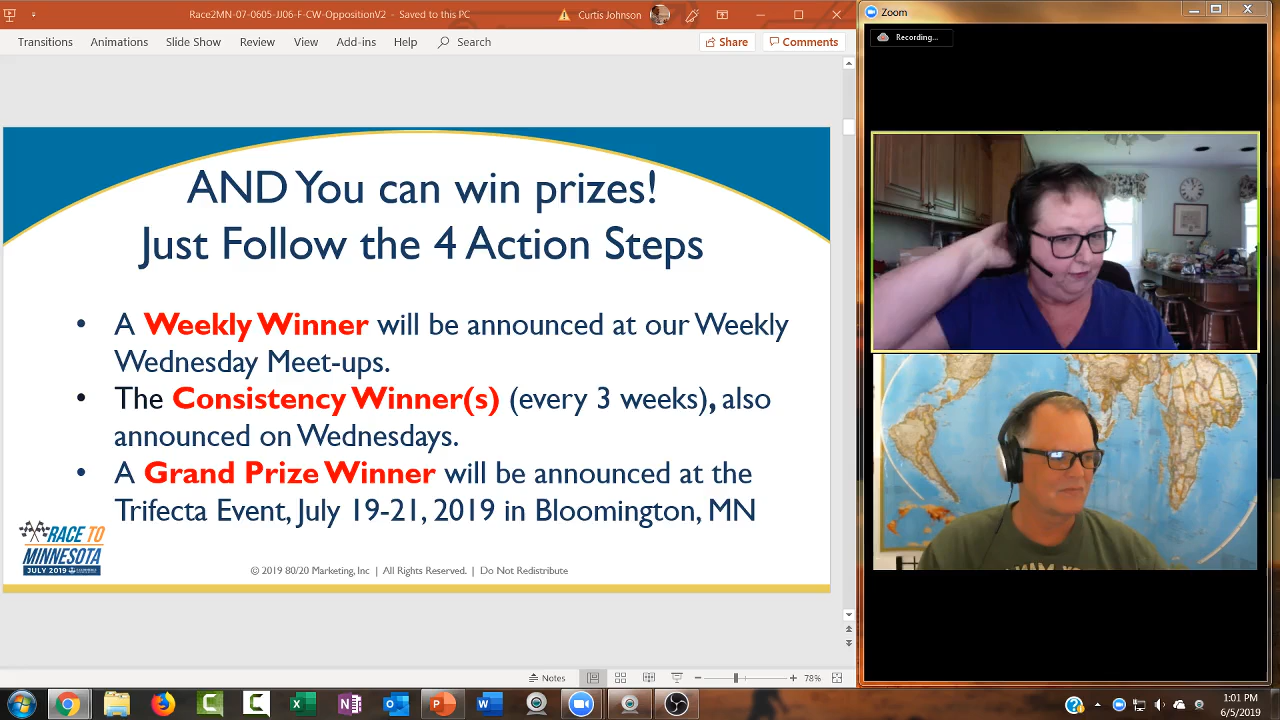 Race2MN-07-0605-JJ06-F-CW-OppositionV2 - Saved to this PC
Curtis Johnson
Zoom
Transitions Animations Slide Show Review View Add-ins Help Search Share Comments
Recording...
AND You can win prizes!
Just Follow the 4 Action Steps
• A Weekly Winner will be announced at our Weekly
Wednesday Meet-ups.
• The Consistency Winner(s) (every 3 weeks), also
announced on Wednesdays.
• A Grand Prize Winner will be announced at the
Trifecta Event, July 19-21, 2019 in Bloomington, MN
RACE TO
MINNESOTA
JULY 2019
© 2019 80/20 Marketing, Inc | All Rights Reserved. | Do Not Redistribute
Notes
78%
1:01 PM
6/5/2019